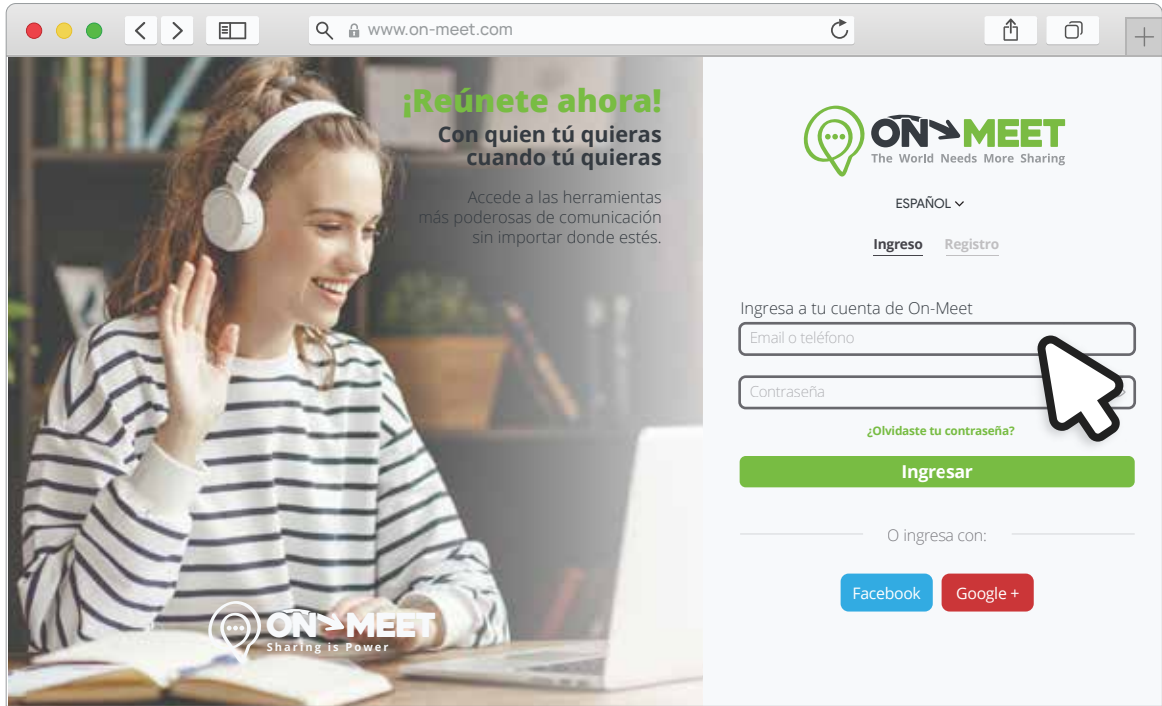 www.on-meet.com
¡Reúnete ahora!
Con quien tú quieras
cuando tú quieras
Accede a las herramientas
más poderosas de comunicación
sin importar donde estés.
ON MEET
Sharing is Power
ON MEET
The World Needs More Sharing
ESPAÑOL
Ingreso Registro
Ingresa a tu cuenta de On-Meet
Email o teléfono
Contraseña
¿Olvidaste tu contraseña?
Ingresar
O ingresa con:
Facebook Google +